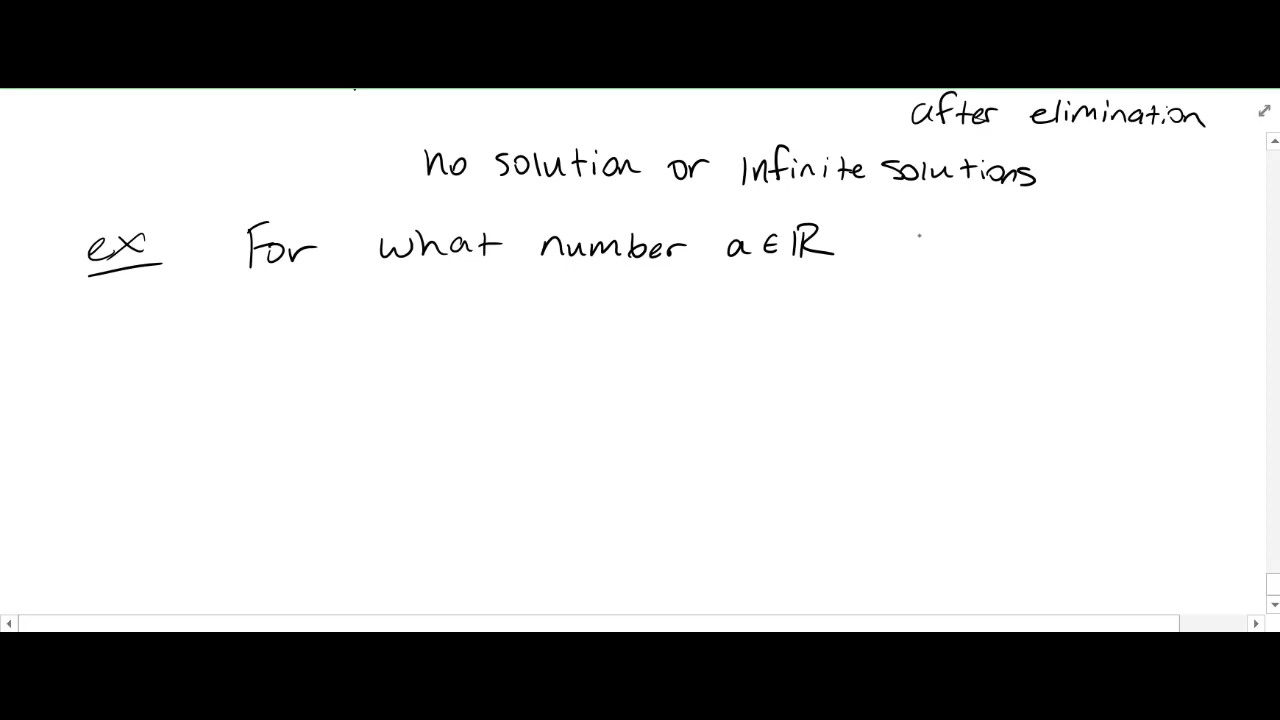 after elimination
no solution or infinite solutions
ex For what number a ∈ ℝ